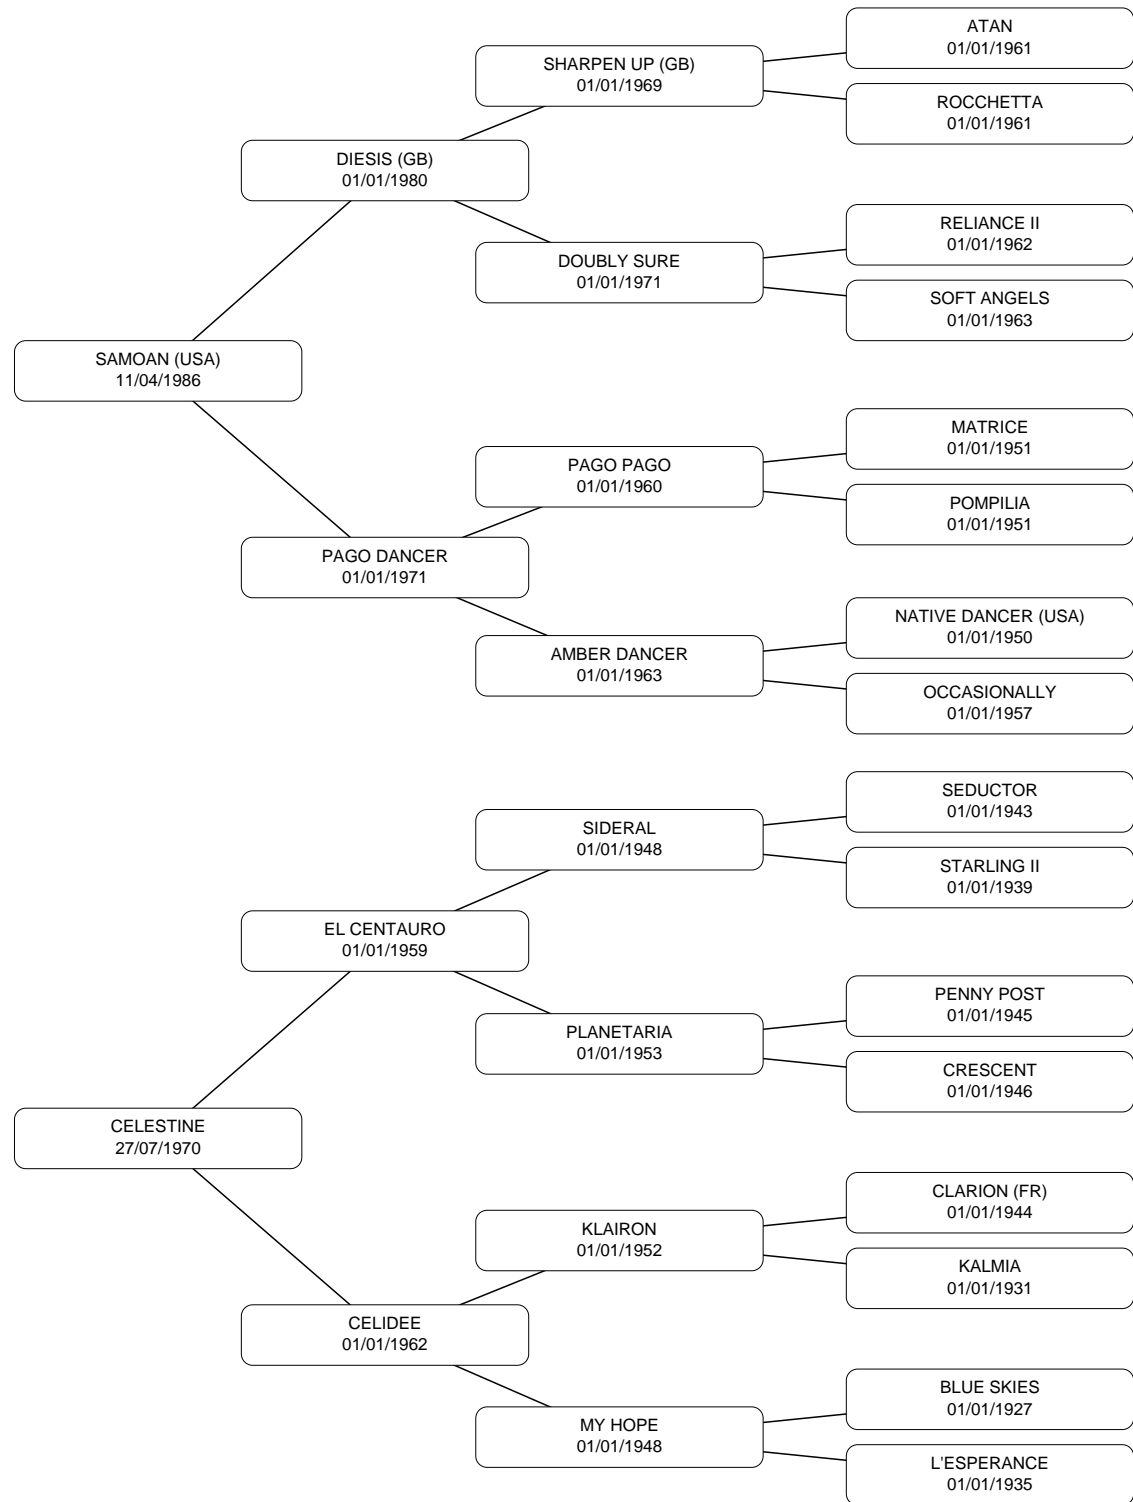 ATAN
01/01/1961
SHARPEN UP (GB)
01/01/1969
ROCCHETTA
01/01/1961
DIESIS (GB)
01/01/1980
RELIANCE II
01/01/1962
DOUBLY SURE
01/01/1971
SOFT ANGELS
01/01/1963
SAMOAN (USA)
11/04/1986
MATRICE
01/01/1951
PAGO PAGO
01/01/1960
POMPILIA
01/01/1951
PAGO DANCER
01/01/1971
NATIVE DANCER (USA)
01/01/1950
AMBER DANCER
01/01/1963
OCCASIONALLY
01/01/1957
SEDUCTOR
01/01/1943
SIDERAL
01/01/1948
STARLING II
01/01/1939
EL CENTAURO
01/01/1959
PENNY POST
01/01/1945
PLANETARIA
01/01/1953
CRESCENT
01/01/1946
CELESTINE
27/07/1970
CLARION (FR)
01/01/1944
KLAIRON
01/01/1952
KALMIA
01/01/1931
CELIDEE
01/01/1962
BLUE SKIES
01/01/1927
MY HOPE
01/01/1948
L'ESPERANCE
01/01/1935